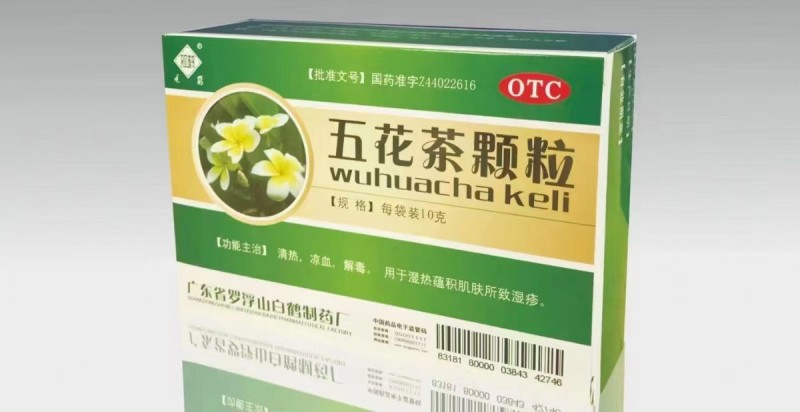 【批准文号】国药准字Z44022616
OTC
五花茶颗粒
wuhuacha keli
【规 格】每袋装10克
【功能主治】清热，凉血，解毒。用于湿热蕴积肌肤所致湿疹。
广东省罗浮山白鹤制药厂
中国药品电子监管码
83181 80000 03843 42746